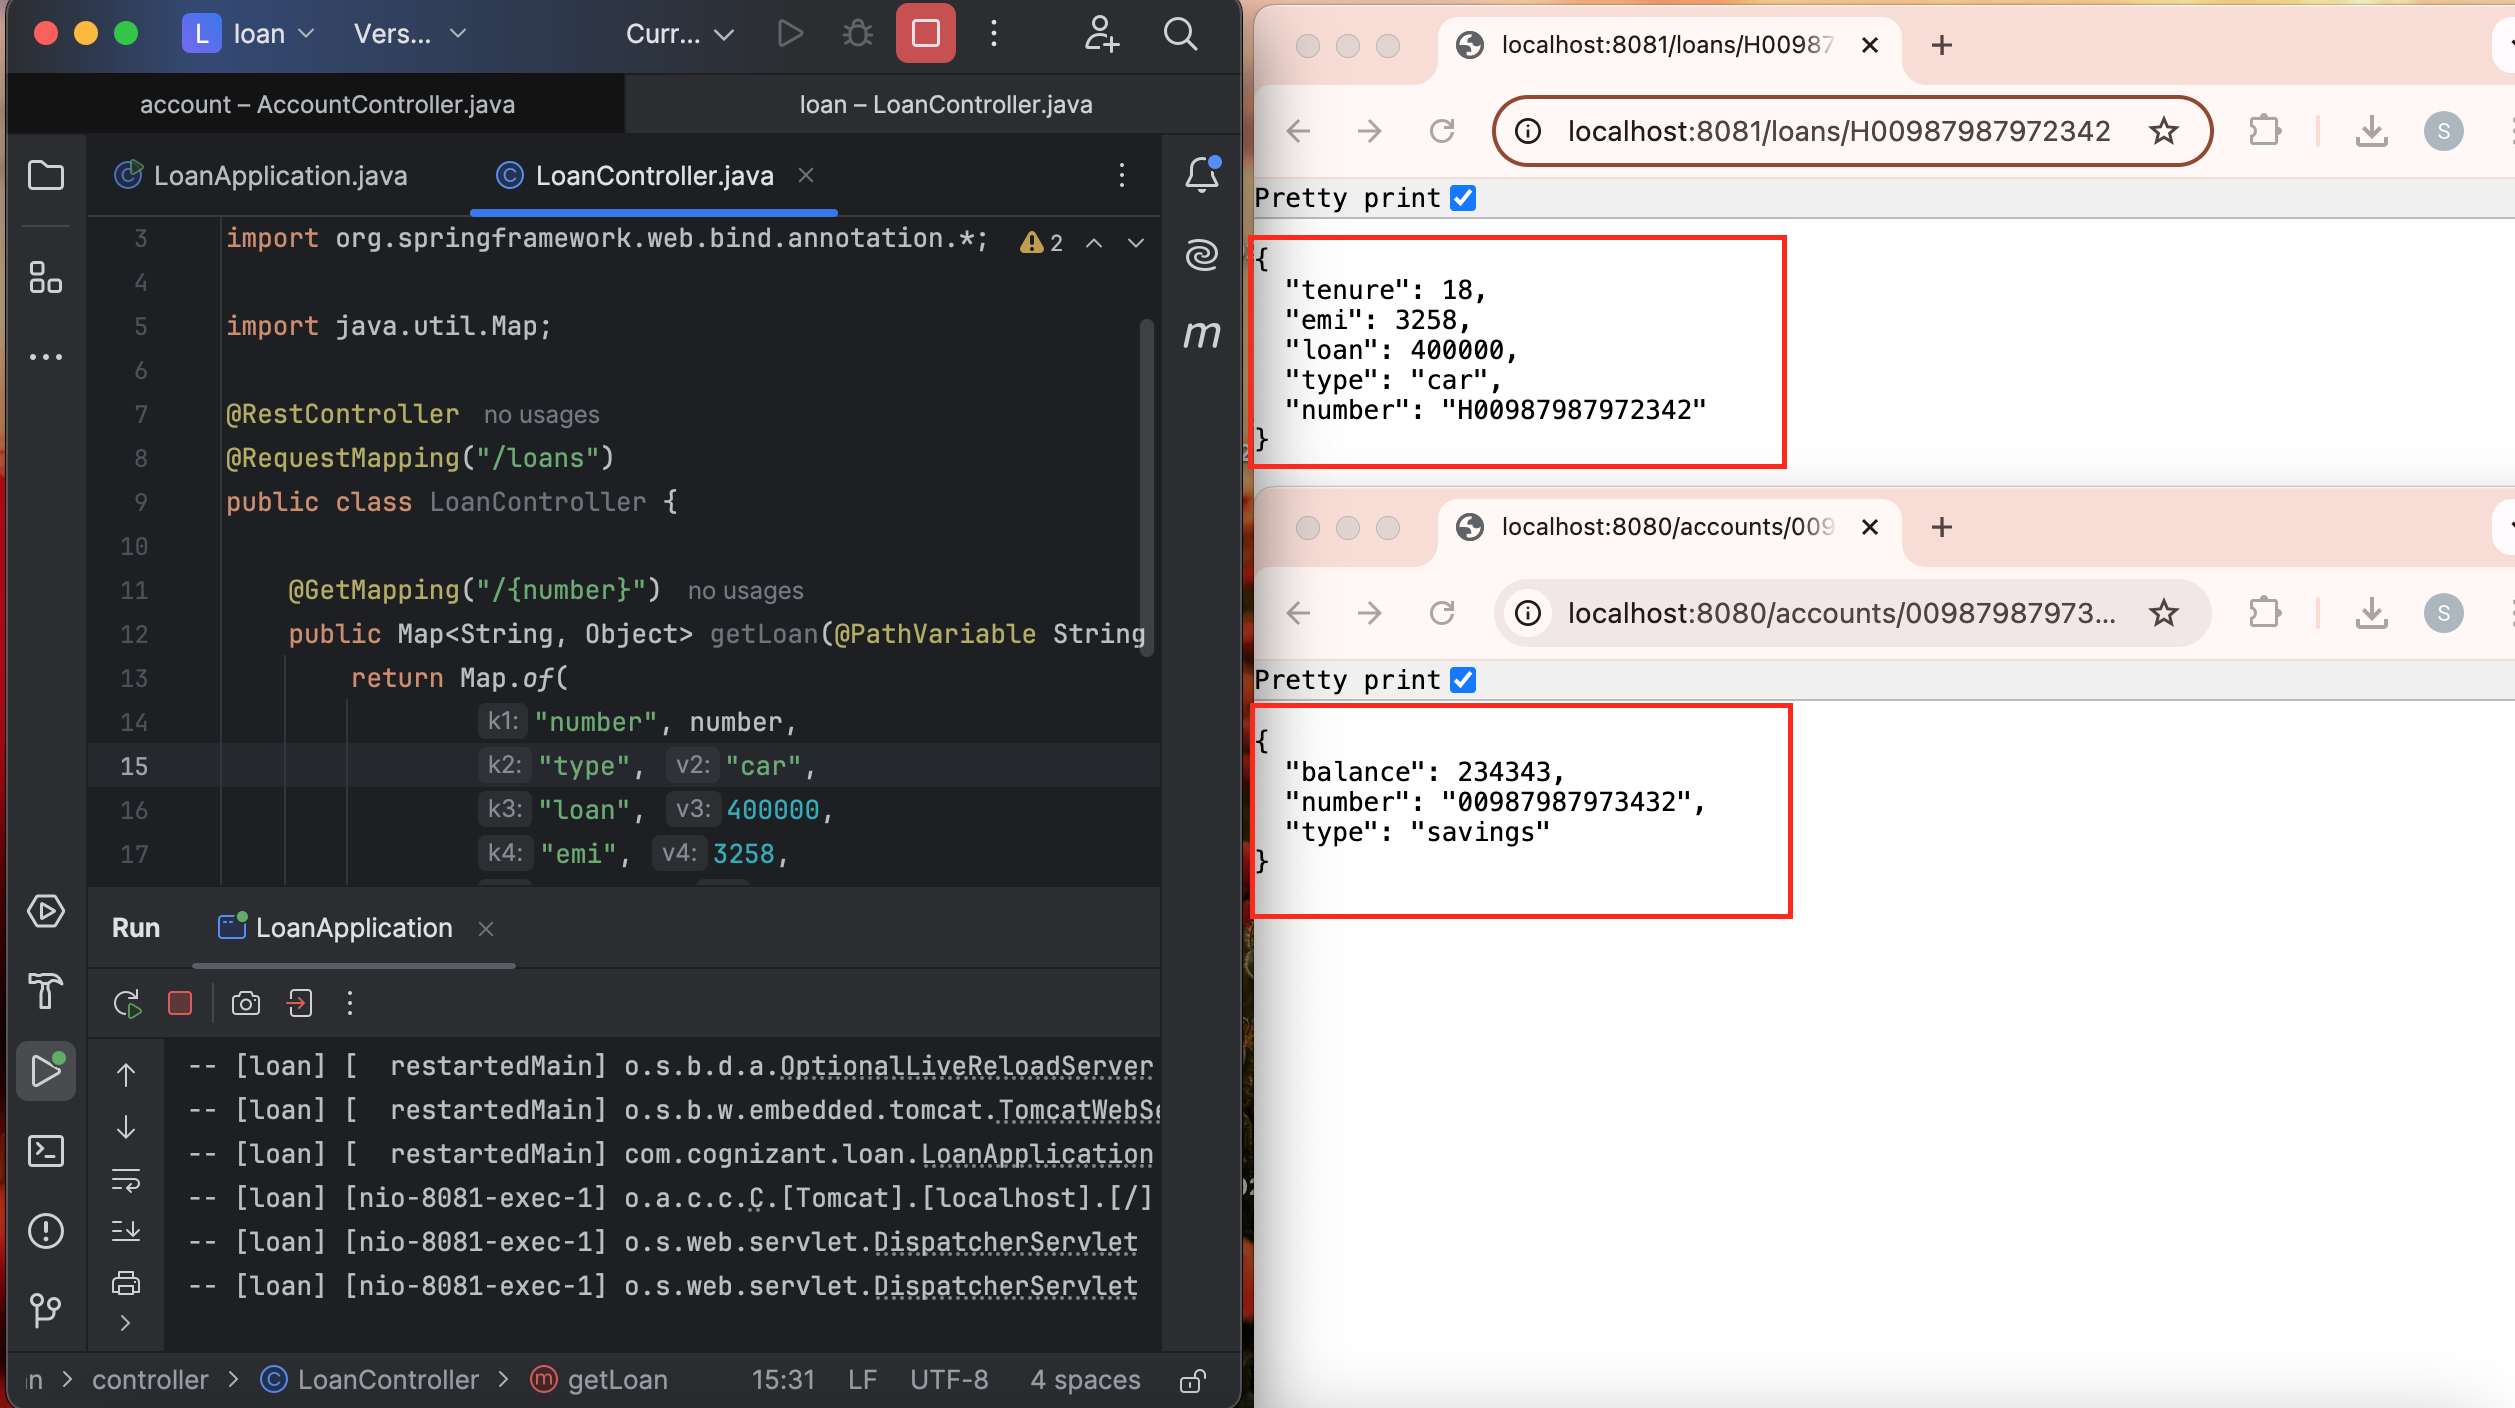 L loan Vers... Curr...
account – AccountController.java loan – LoanController.java
LoanApplication.java LoanController.java
3 import org.springframework.web.bind.annotation.*; 2
4
5 import java.util.Map;
6
7 @RestController no usages
8 @RequestMapping("/loans")
9 public class LoanController {
10
11 @GetMapping("/{number}") no usages
12 public Map<String, Object> getLoan(@PathVariable String
13 return Map.of(
14 k1: "number", number,
15 k2: "type", v2: "car",
16 k3: "loan", v3: 400000,
17 k4: "emi", v4: 3258,
m
Run LoanApplication
-- [loan] [ restartedMain] o.s.b.d.a.OptionalLiveReloadServer
-- [loan] [ restartedMain] o.s.b.w.embedded.tomcat.TomcatWebSe
-- [loan] [ restartedMain] com.cognizant.loan.LoanApplication
-- [loan] [nio-8081-exec-1] o.a.c.c.C.[Tomcat].[localhost].[/]
-- [loan] [nio-8081-exec-1] o.s.web.servlet.DispatcherServlet
-- [loan] [nio-8081-exec-1] o.s.web.servlet.DispatcherServlet
n > controller > LoanController > m getLoan 15:31 LF UTF-8 4 spaces
localhost:8081/loans/H00987
localhost:8081/loans/H00987987972342 S
Pretty print
{
"tenure": 18,
"emi": 3258,
"loan": 400000,
"type": "car",
"number": "H00987987972342"
}
localhost:8080/accounts/009
localhost:8080/accounts/00987987973... S
Pretty print
{
"balance": 234343,
"number": "00987987973432",
"type": "savings"
}